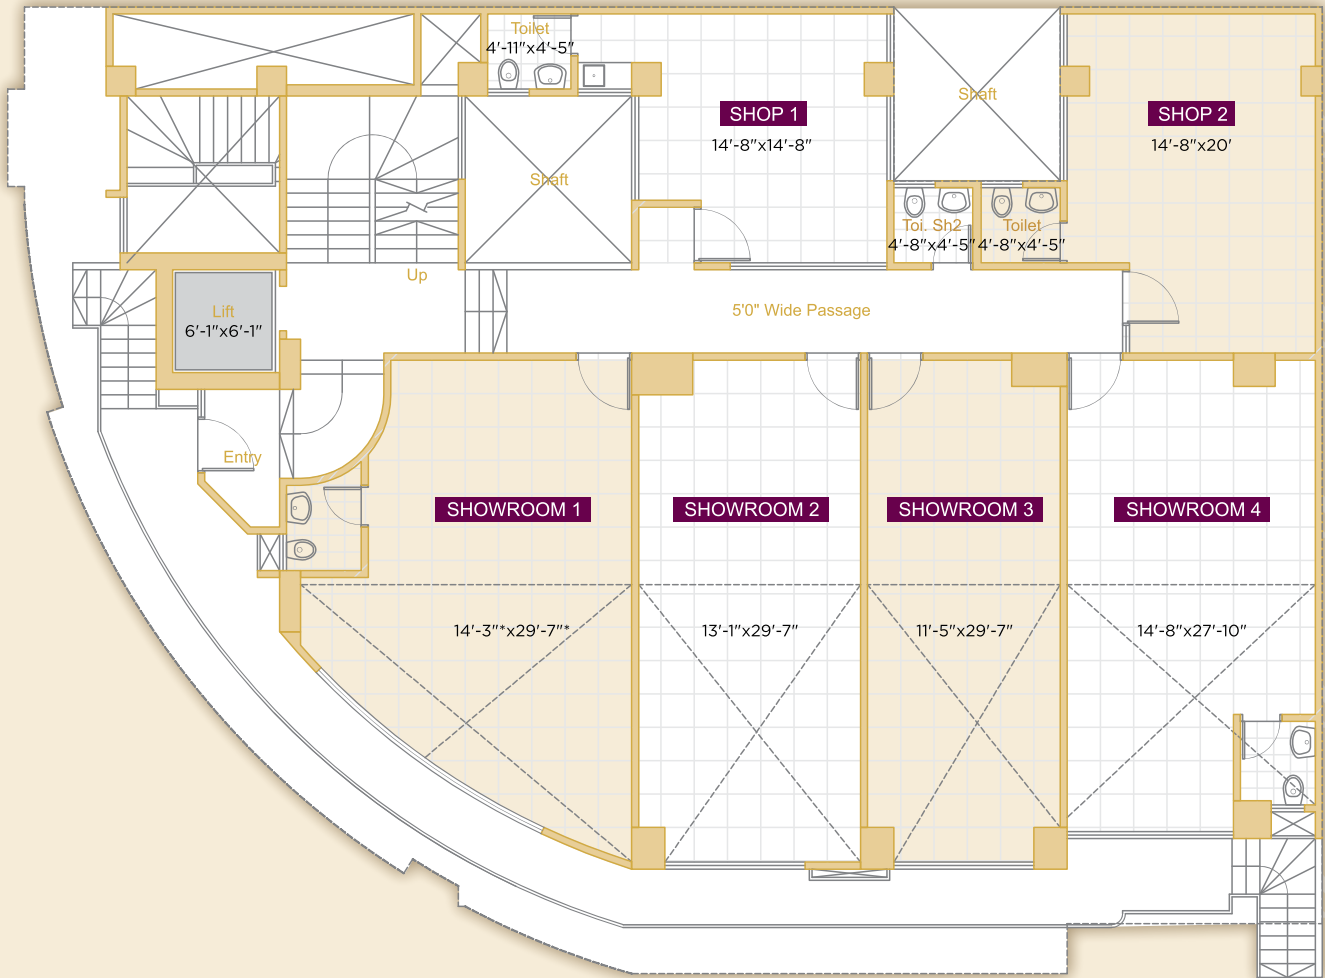 Toilet
4'-11"x4'-5"
Shaft
SHOP 1
14'-8"x14'-8"
SHOP 2
14'-8"x20'
Shaft
Toi. Sh2
4'-8"x4'-5"
Toilet
4'-8"x4'-5"
Up
Lift
6'-1"x6'-1"
5'0" Wide Passage
Entry
SHOWROOM 1
SHOWROOM 2
SHOWROOM 3
SHOWROOM 4
14'-3"*x29'-7"*
13'-1"x29'-7"
11'-5"x29'-7"
14'-8"x27'-10"